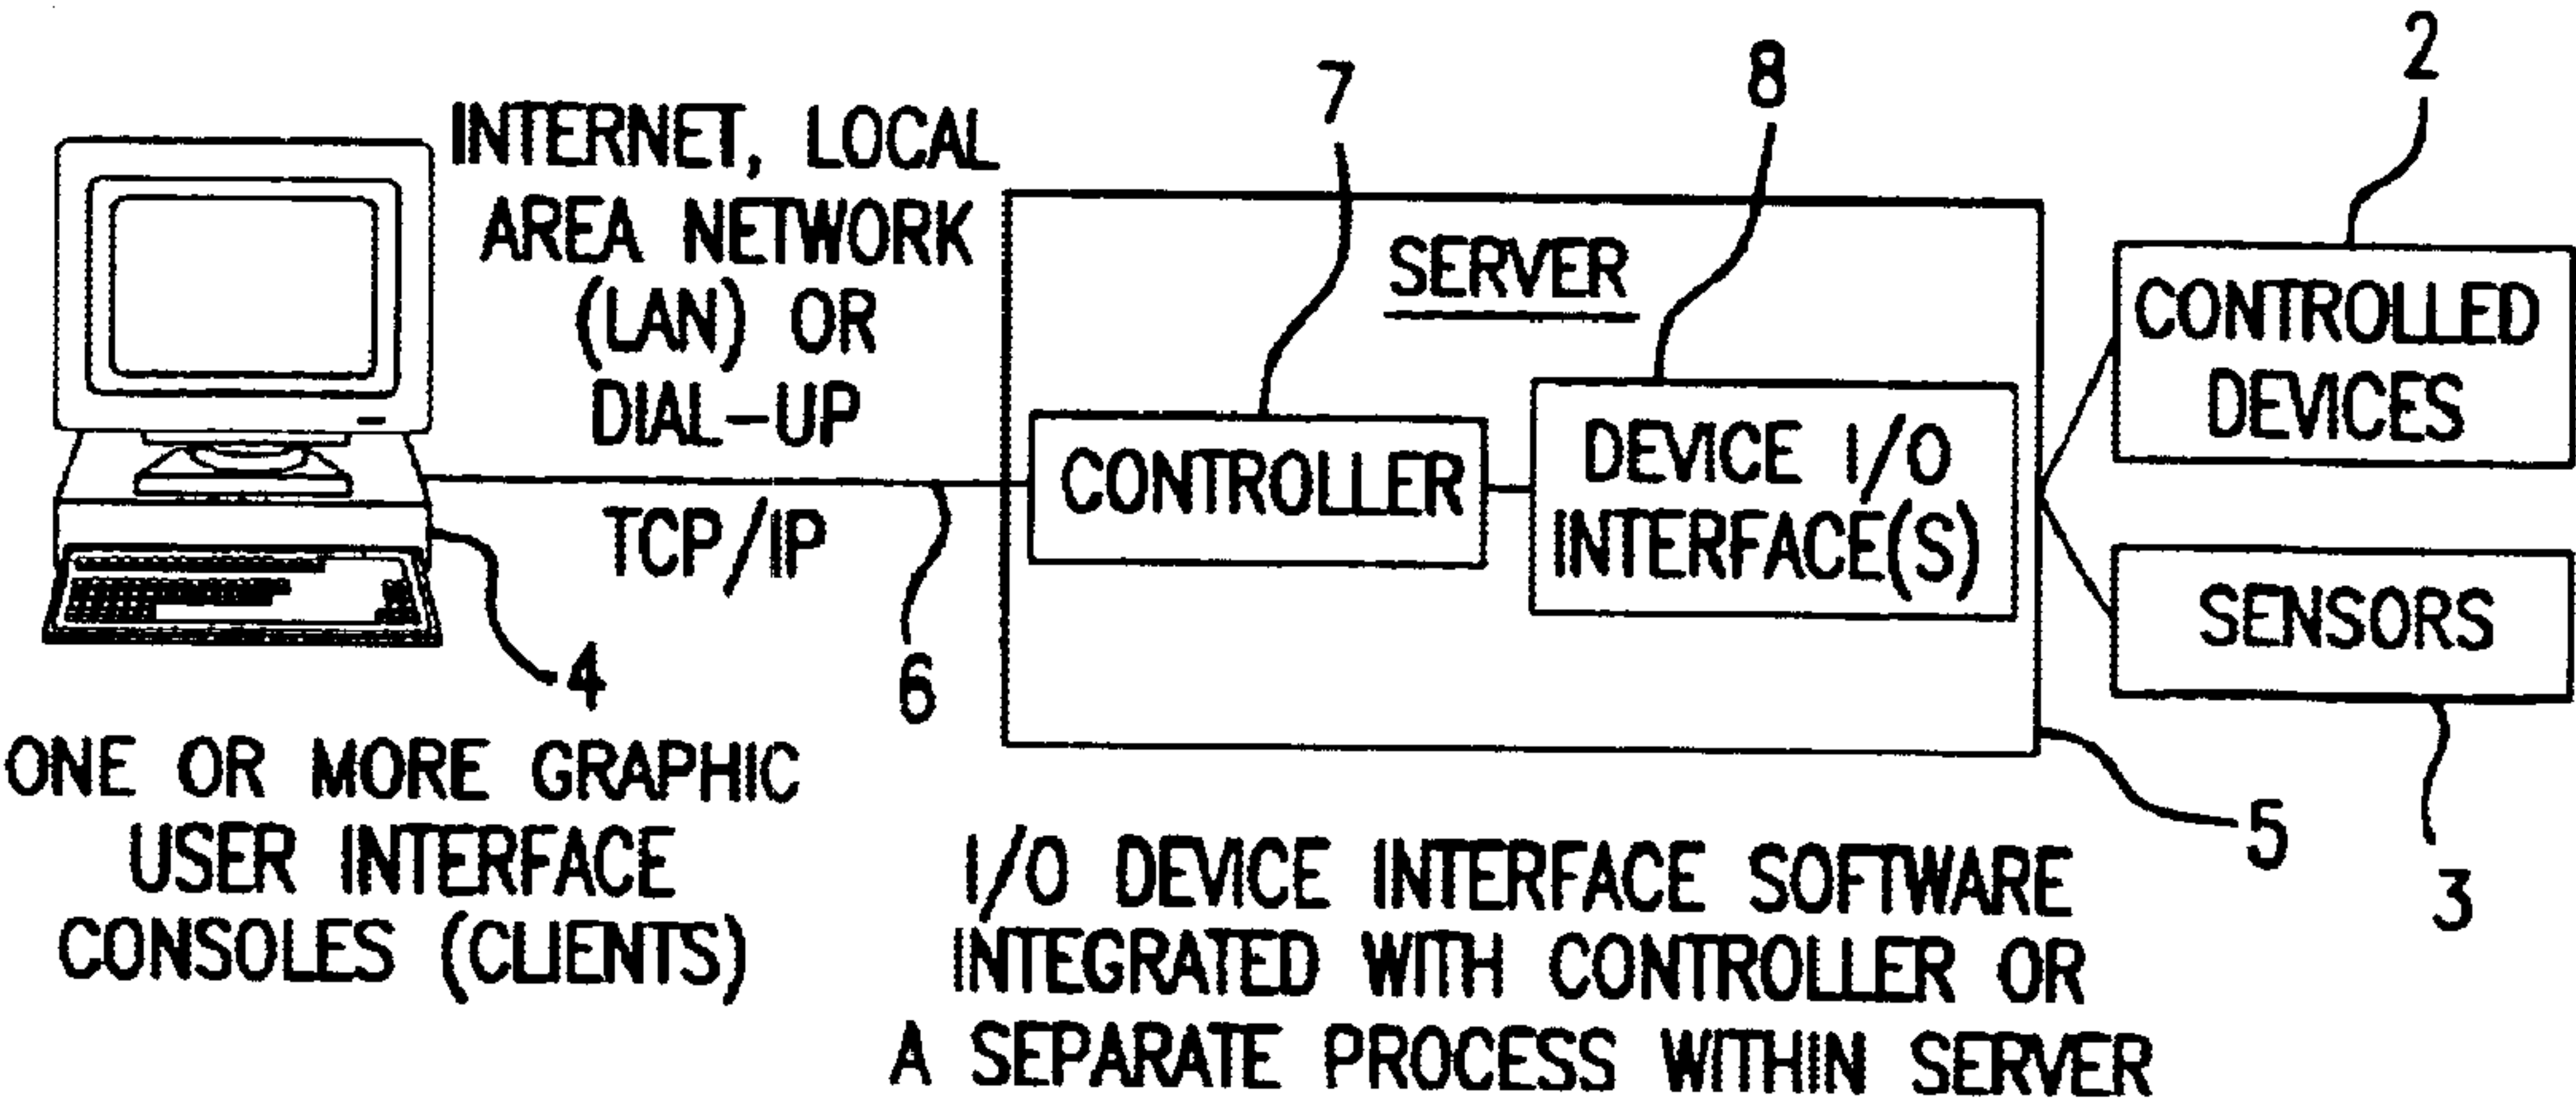 INTERNET, LOCAL
AREA NETWORK
(LAN) OR
DIAL-UP
TCP/IP
4
6
ONE OR MORE GRAPHIC
USER INTERFACE
CONSOLES (CLIENTS)
7
8
SERVER
CONTROLLER
DEVICE I/O
INTERFACE(S)
2
CONTROLLED
DEVICES
SENSORS
5
3
I/O DEVICE INTERFACE SOFTWARE
INTEGRATED WITH CONTROLLER OR
A SEPARATE PROCESS WITHIN SERVER